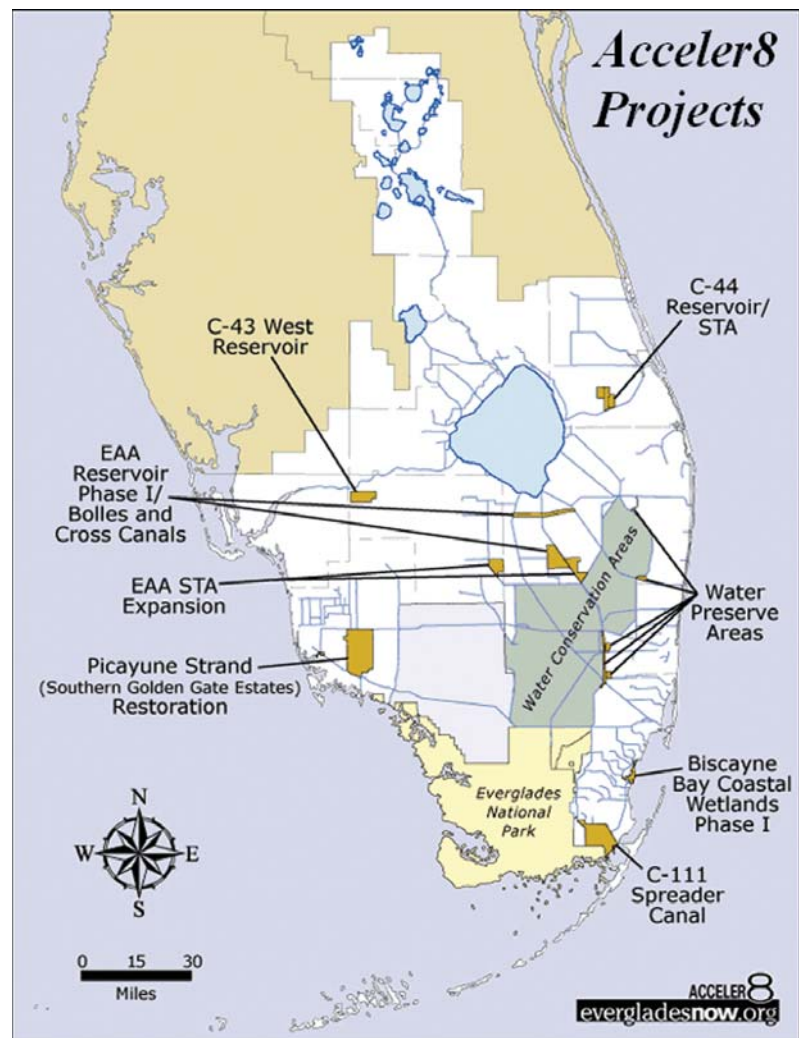 Acceler8
Projects
C-44
Reservoir/
STA
C-43 West
Reservoir
EAA
Reservoir
Phase I/
Bolles and
Cross Canals
EAA STA
Expansion
Water Conservation Areas
Water
Preserve
Areas
Picayune Strand
(Southern Golden Gate Estates)
Restoration
Biscayne
Bay Coastal
Wetlands
Phase I
Everglades
National
Park
C-111
Spreader
Canal
N
W E
S
0 15 30
Miles
ACCELER8
evergladesnow.org